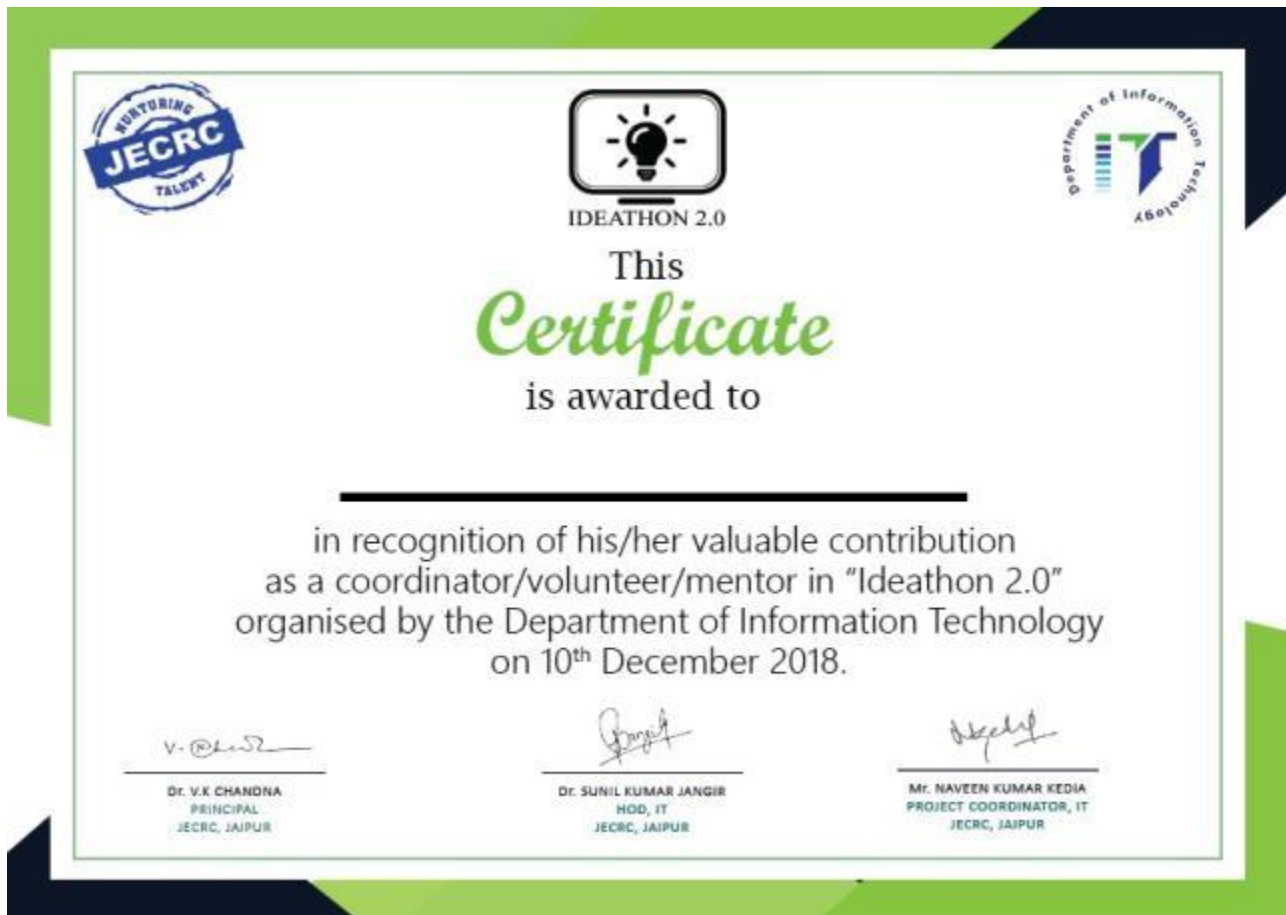 NURTURING
JECRC
TALENT
IDEATHON 2.0
Department of Information Technology
IT
This
Certificate
is awarded to
in recognition of his/her valuable contribution
as a coordinator/volunteer/mentor in “Ideathon 2.0”
organised by the Department of Information Technology
on 10th December 2018.
Dr. V.K CHANDNA
PRINCIPAL
JECRC, JAIPUR
Dr. SUNIL KUMAR JANGIR
HOD, IT
JECRC, JAIPUR
Mr. NAVEEN KUMAR KEDIA
PROJECT COORDINATOR, IT
JECRC, JAIPUR